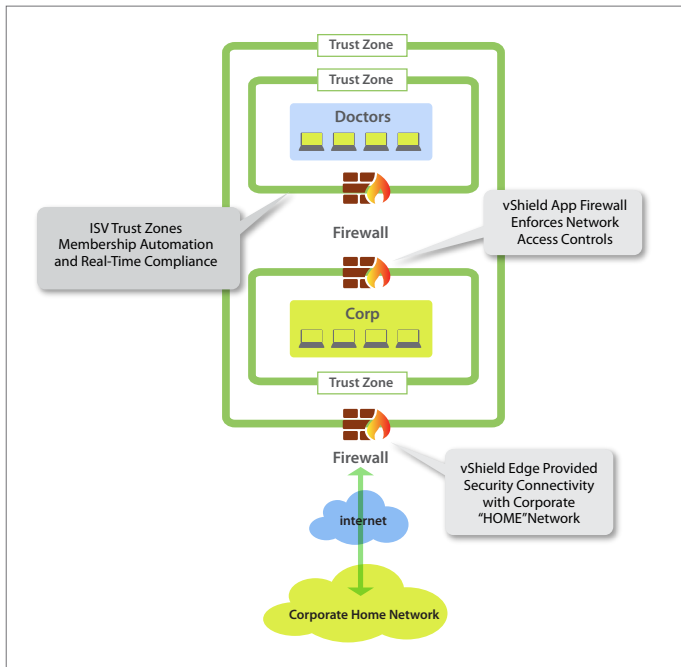 Trust Zone
Trust Zone
Doctors
ISV Trust Zones
Membership Automation
and Real-Time Compliance
vShield App Firewall
Enforces Network
Access Controls
Firewall
Corp
Trust Zone
Firewall
vShield Edge Provided
Security Connectivity
with Corporate
“HOME”Network
internet
Corporate Home Network